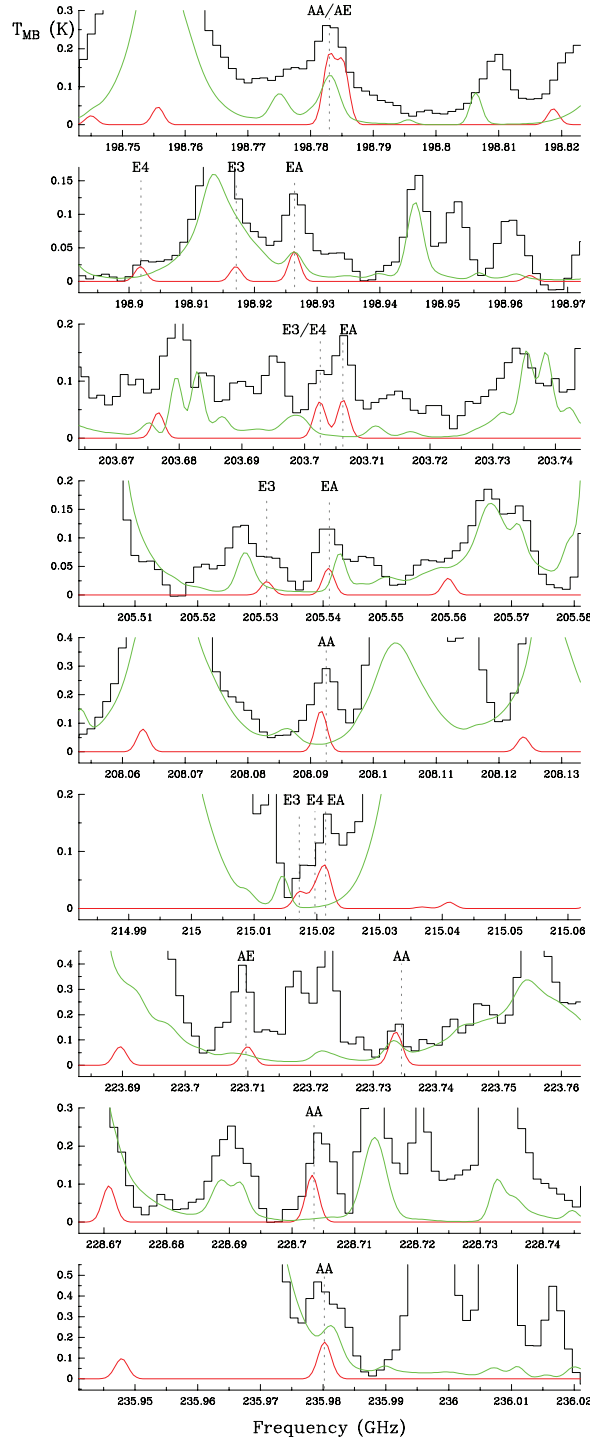 T_MB (K)
AA/AE
0.3
0.2
0.1
0
198.75 198.76 198.77 198.78 198.79 198.8 198.81 198.82
E4 E3 EA
0.15
0.1
0.05
0
198.9 198.91 198.92 198.93 198.94 198.95 198.96 198.97
E3/E4 EA
0.2
0.1
0
203.67 203.68 203.69 203.7 203.71 203.72 203.73 203.74
E3 EA
0.2
0.15
0.1
0.05
0
205.51 205.52 205.53 205.54 205.55 205.56 205.57 205.58
AA
0.4
0.3
0.2
0.1
0
208.06 208.07 208.08 208.09 208.1 208.11 208.12 208.13
E3 E4 EA
0.2
0.1
0
214.99 215 215.01 215.02 215.03 215.04 215.05 215.06
AE AA
0.4
0.3
0.2
0.1
0
223.69 223.7 223.71 223.72 223.73 223.74 223.75 223.76
AA
0.3
0.2
0.1
0
228.67 228.68 228.69 228.7 228.71 228.72 228.73 228.74
AA
0.5
0.4
0.3
0.2
0.1
0
235.95 235.96 235.97 235.98 235.99 236 236.01 236.02
Frequency (GHz)